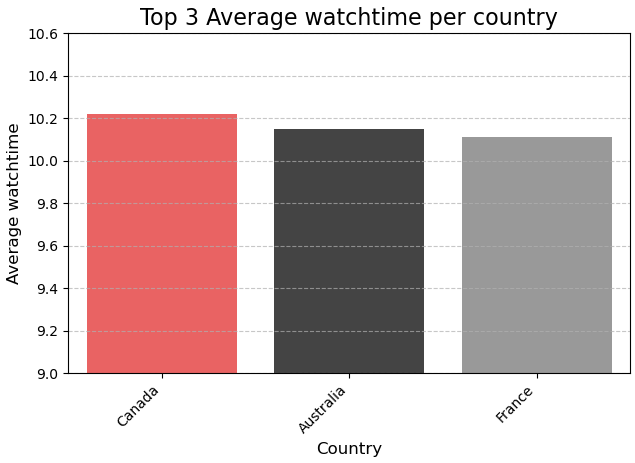 Top 3 Average watchtime per country
10.6
10.4
10.2
10.0
9.8
9.6
9.4
9.2
9.0
Average watchtime
Canada
Australia
France
Country